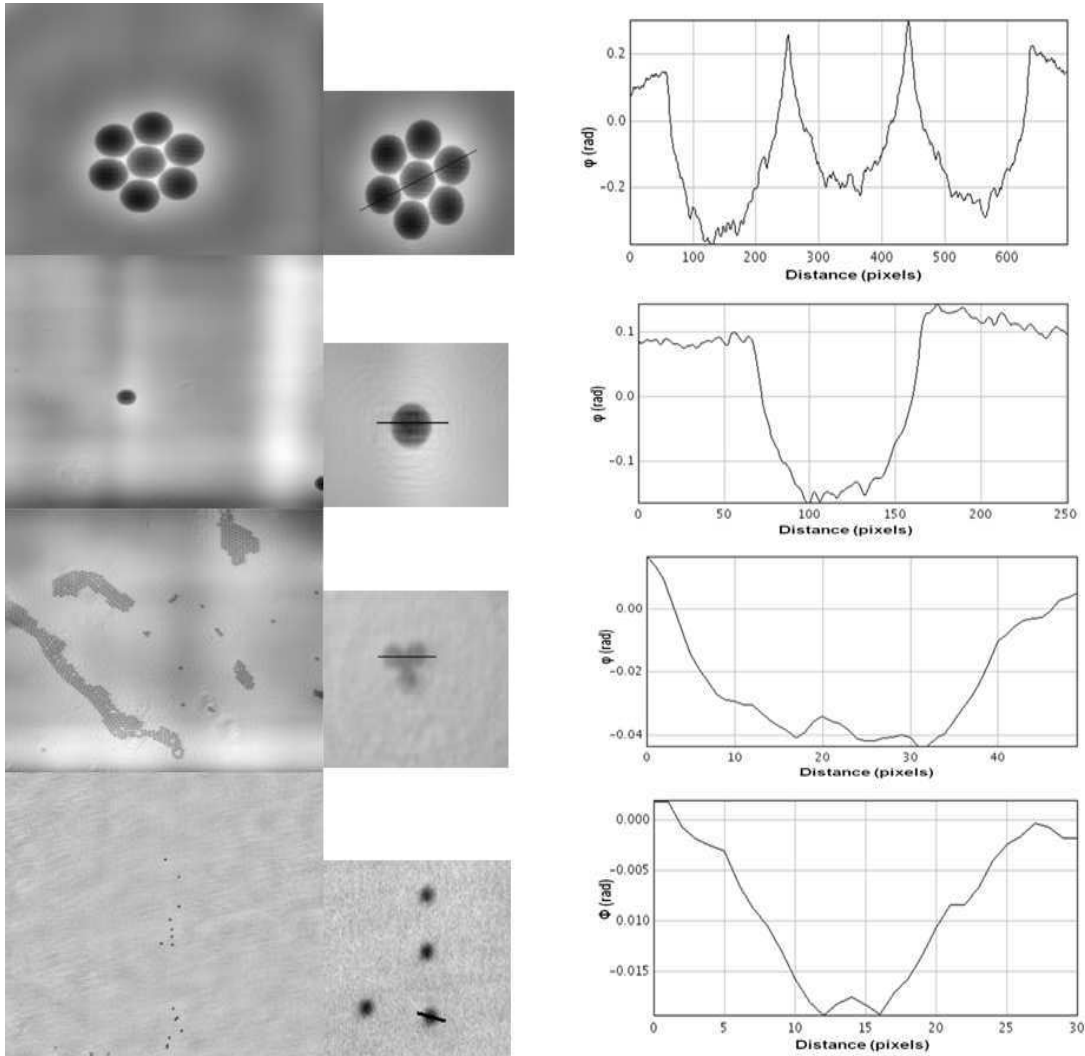 0.2
0.0
-0.2
φ (rad)
100 200 300 400 500 600
Distance (pixels)
0.1
0.0
-0.1
φ (rad)
0 50 100 150 200 251
Distance (pixels)
0.00
-0.02
-0.04
φ (rad)
0 10 20 30 40
Distance (pixels)
0.000
-0.005
0.010
-0.015
Φ (rad)
0 5 10 15 20 25 30
Distance (pixels)